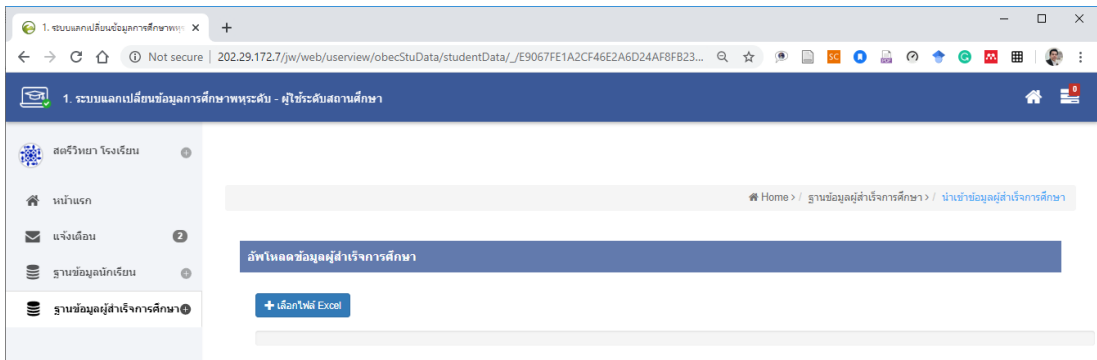 1. ระบบแลกเปลี่ยนข้อมูลการศึกษาพหุระ
Not secure | 202.29.172.7/jw/web/userview/obecStuData/studentData/_/E9067FE1A2CF46E2A6D24AF8FB23...
1. ระบบแลกเปลี่ยนข้อมูลการศึกษาพหุระดับ - ผู้ใช้ระดับสถานศึกษา
0
สตรีวิทยา โรงเรียน
หน้าแรก
Home > / ฐานข้อมูลผู้สำเร็จการศึกษา > / นำเข้าข้อมูลผู้สำเร็จการศึกษา
แจ้งเตือน 2
อัพโหลดข้อมูลผู้สำเร็จการศึกษา
ฐานข้อมูลนักเรียน
ฐานข้อมูลผู้สำเร็จการศึกษา
+ เลือกไฟล์ Excel